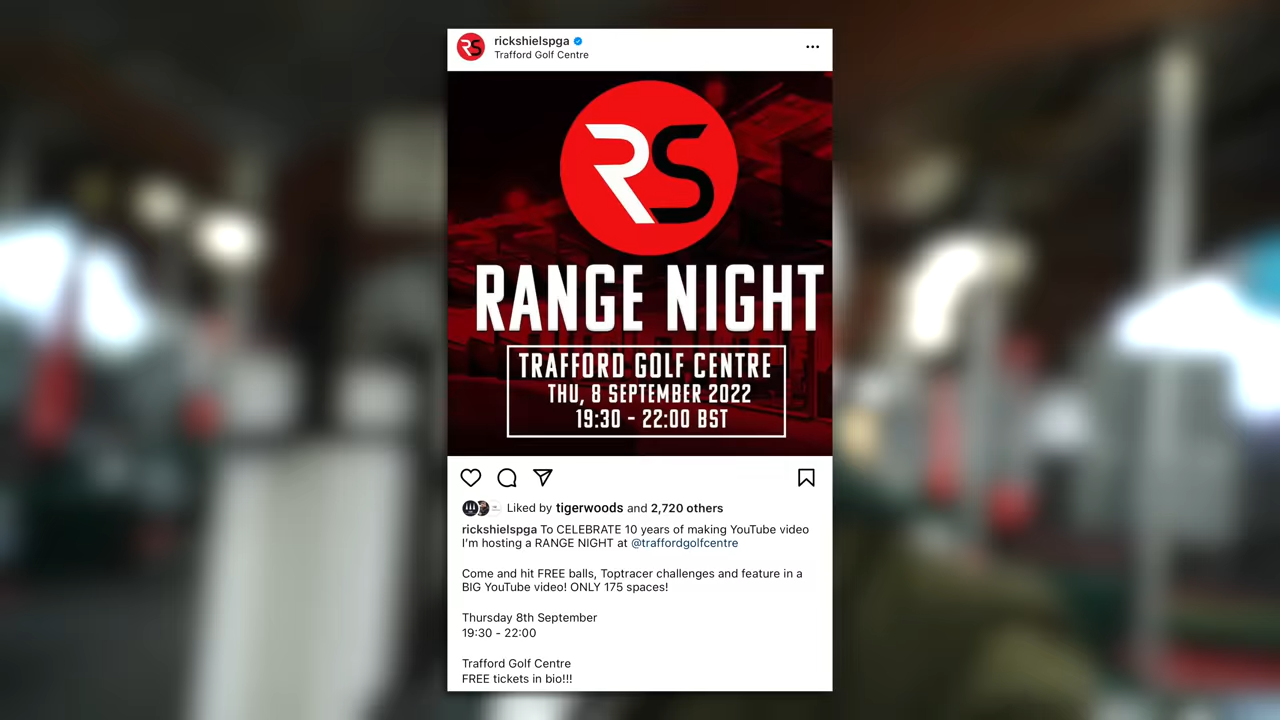 rickshielspga
Trafford Golf Centre
RS
RANGE NIGHT
TRAFFORD GOLF CENTRE
THU, 8 SEPTEMBER 2022
19:30 - 22:00 BST
Liked by tigerwoods and 2,720 others
rickshielspga To CELEBRATE 10 years of making YouTube video
I'm hosting a RANGE NIGHT at @traffordgolfcentre
Come and hit FREE balls, Toptracer challenges and feature in a
BIG YouTube video! ONLY 175 spaces!
Thursday 8th September
19:30 - 22:00
Trafford Golf Centre
FREE tickets in bio!!!